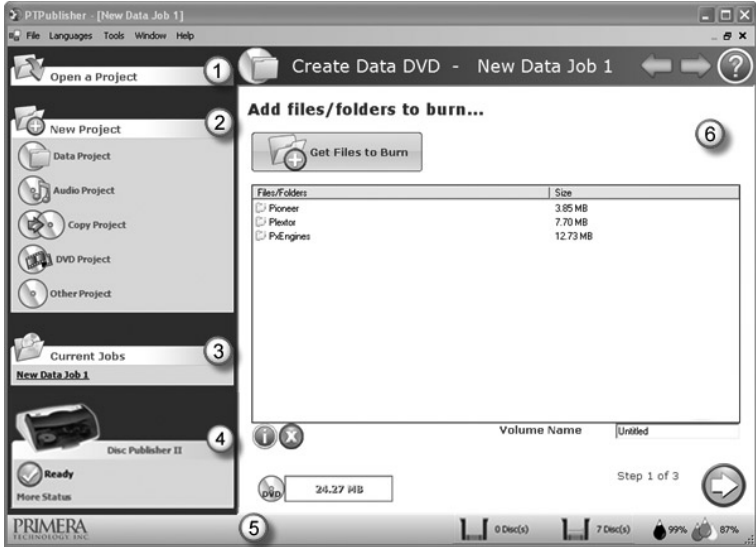 PTPublisher - [New Data Job 1]
File Languages Tools Window Help
Open a Project
1
Create Data DVD - New Data Job 1
?
New Project
2
Data Project
Audio Project
Copy Project
DVD Project
Other Project
Current Jobs
3
New Data Job 1
4
Disc Publisher II
Ready
More Status
Add files/folders to burn...
6
Get Files to Burn
Files/Folders Size
Pioneer 3.85 MB
Plextor 7.70 MB
PxEngines 12.73 MB
i X
Volume Name Untitled
DVD 24.27 MB
Step 1 of 3
PRIMERA
TECHNOLOGY INC.
5
0 Disc(s) 7 Disc(s) 99% 87%